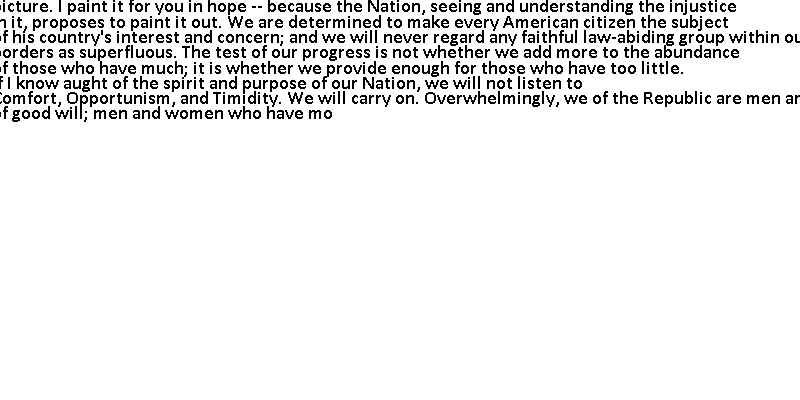 picture. I paint it for you in hope -- because the Nation, seeing and understanding the injustice
in it, proposes to paint it out. We are determined to make every American citizen the subject
of his country's interest and concern; and we will never regard any faithful law-abiding group within ou
borders as superfluous. The test of our progress is not whether we add more to the abundance
of those who have much; it is whether we provide enough for those who have too little.
If I know aught of the spirit and purpose of our Nation, we will not listen to
Comfort, Opportunism, and Timidity. We will carry on. Overwhelmingly, we of the Republic are men an
of good will; men and women who have mo